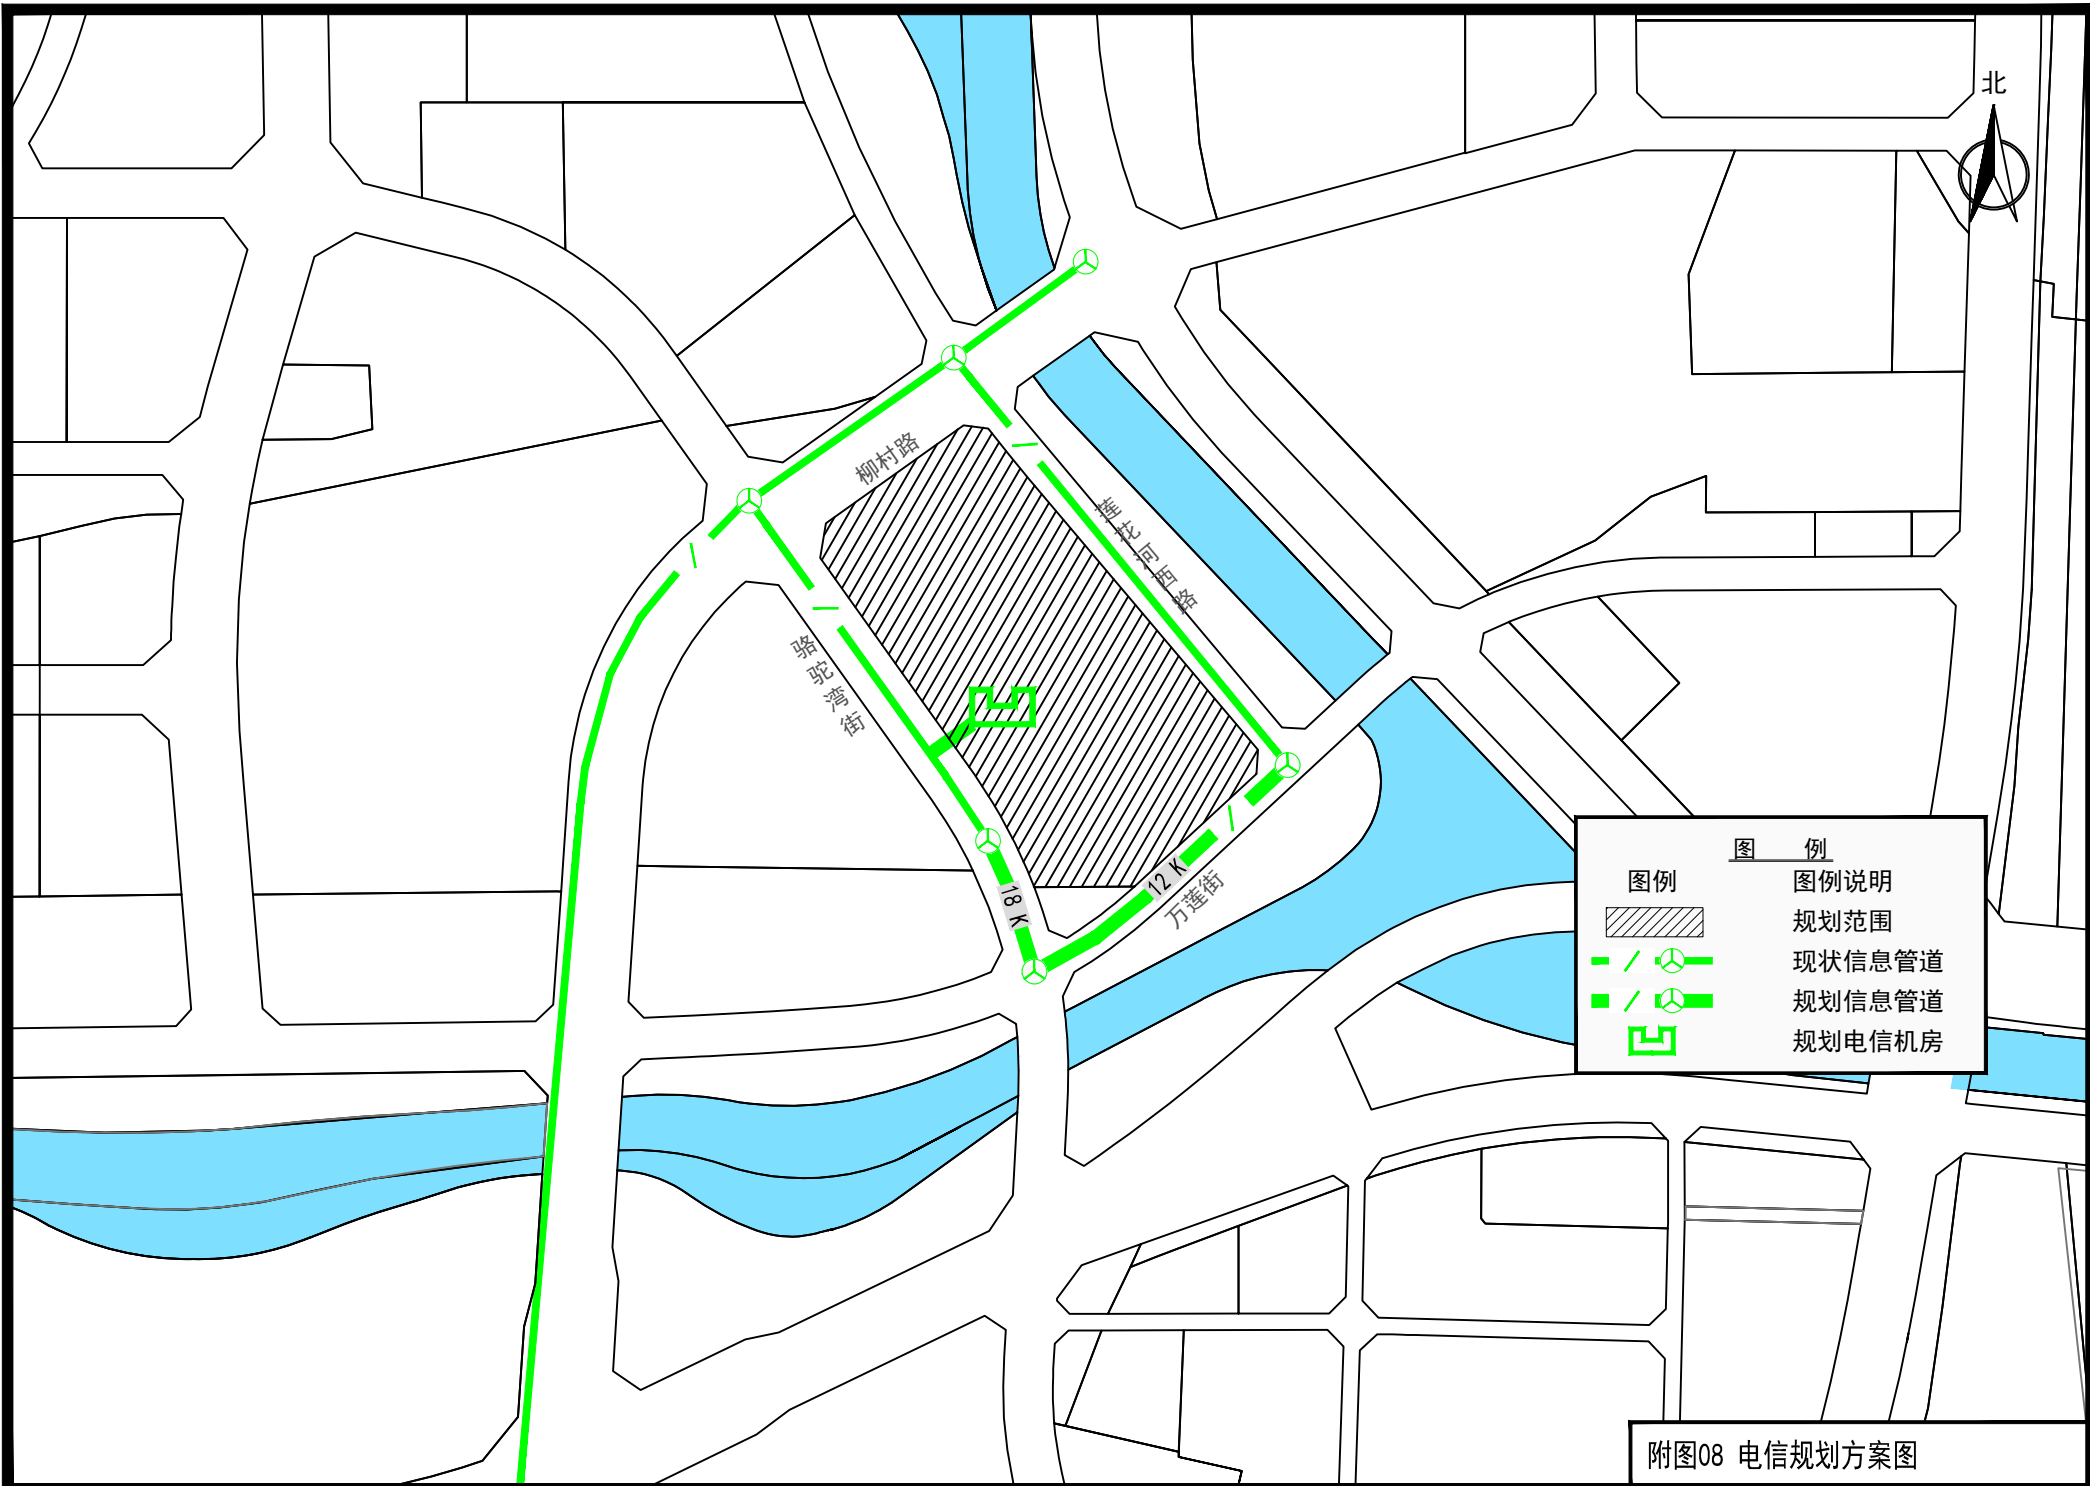 北
柳村路
莲花河西路
骆驼湾街
18 K
12 K
万莲街
图 例
图例 图例说明
规划范围
现状信息管道
规划信息管道
规划电信机房
附图08 电信规划方案图